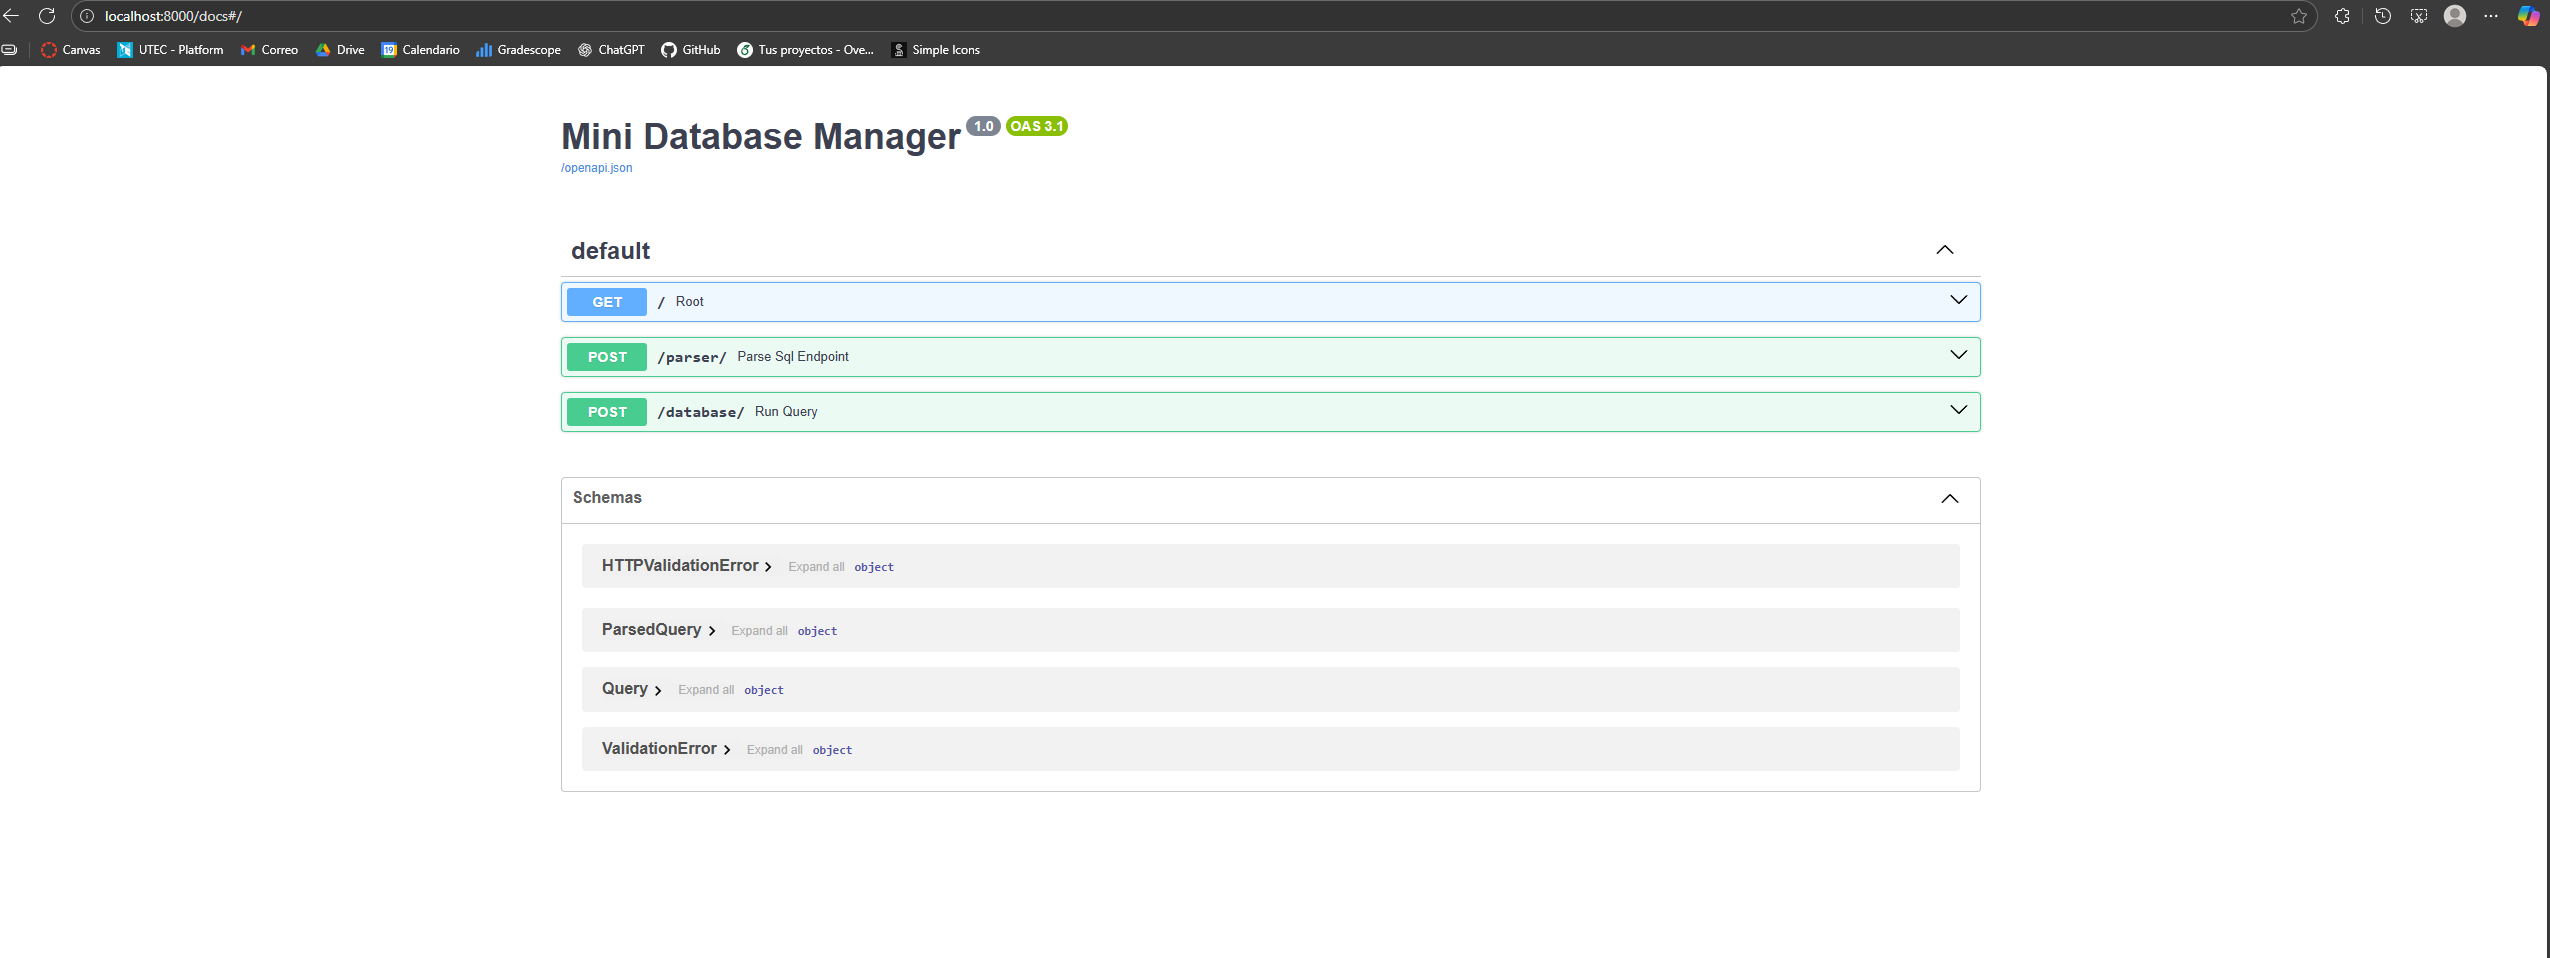 localhost:8000/docs#/
Canvas UTEC - Platform Correo Drive 19 Calendario Gradescope ChatGPT GitHub Tus proyectos - Ove... Simple Icons
Mini Database Manager 1.0 OAS 3.1
/openapi.json
default
GET / Root
POST /parser/ Parse Sql Endpoint
POST /database/ Run Query
Schemas
HTTPValidationError Expand all object
ParsedQuery Expand all object
Query Expand all object
ValidationError Expand all object